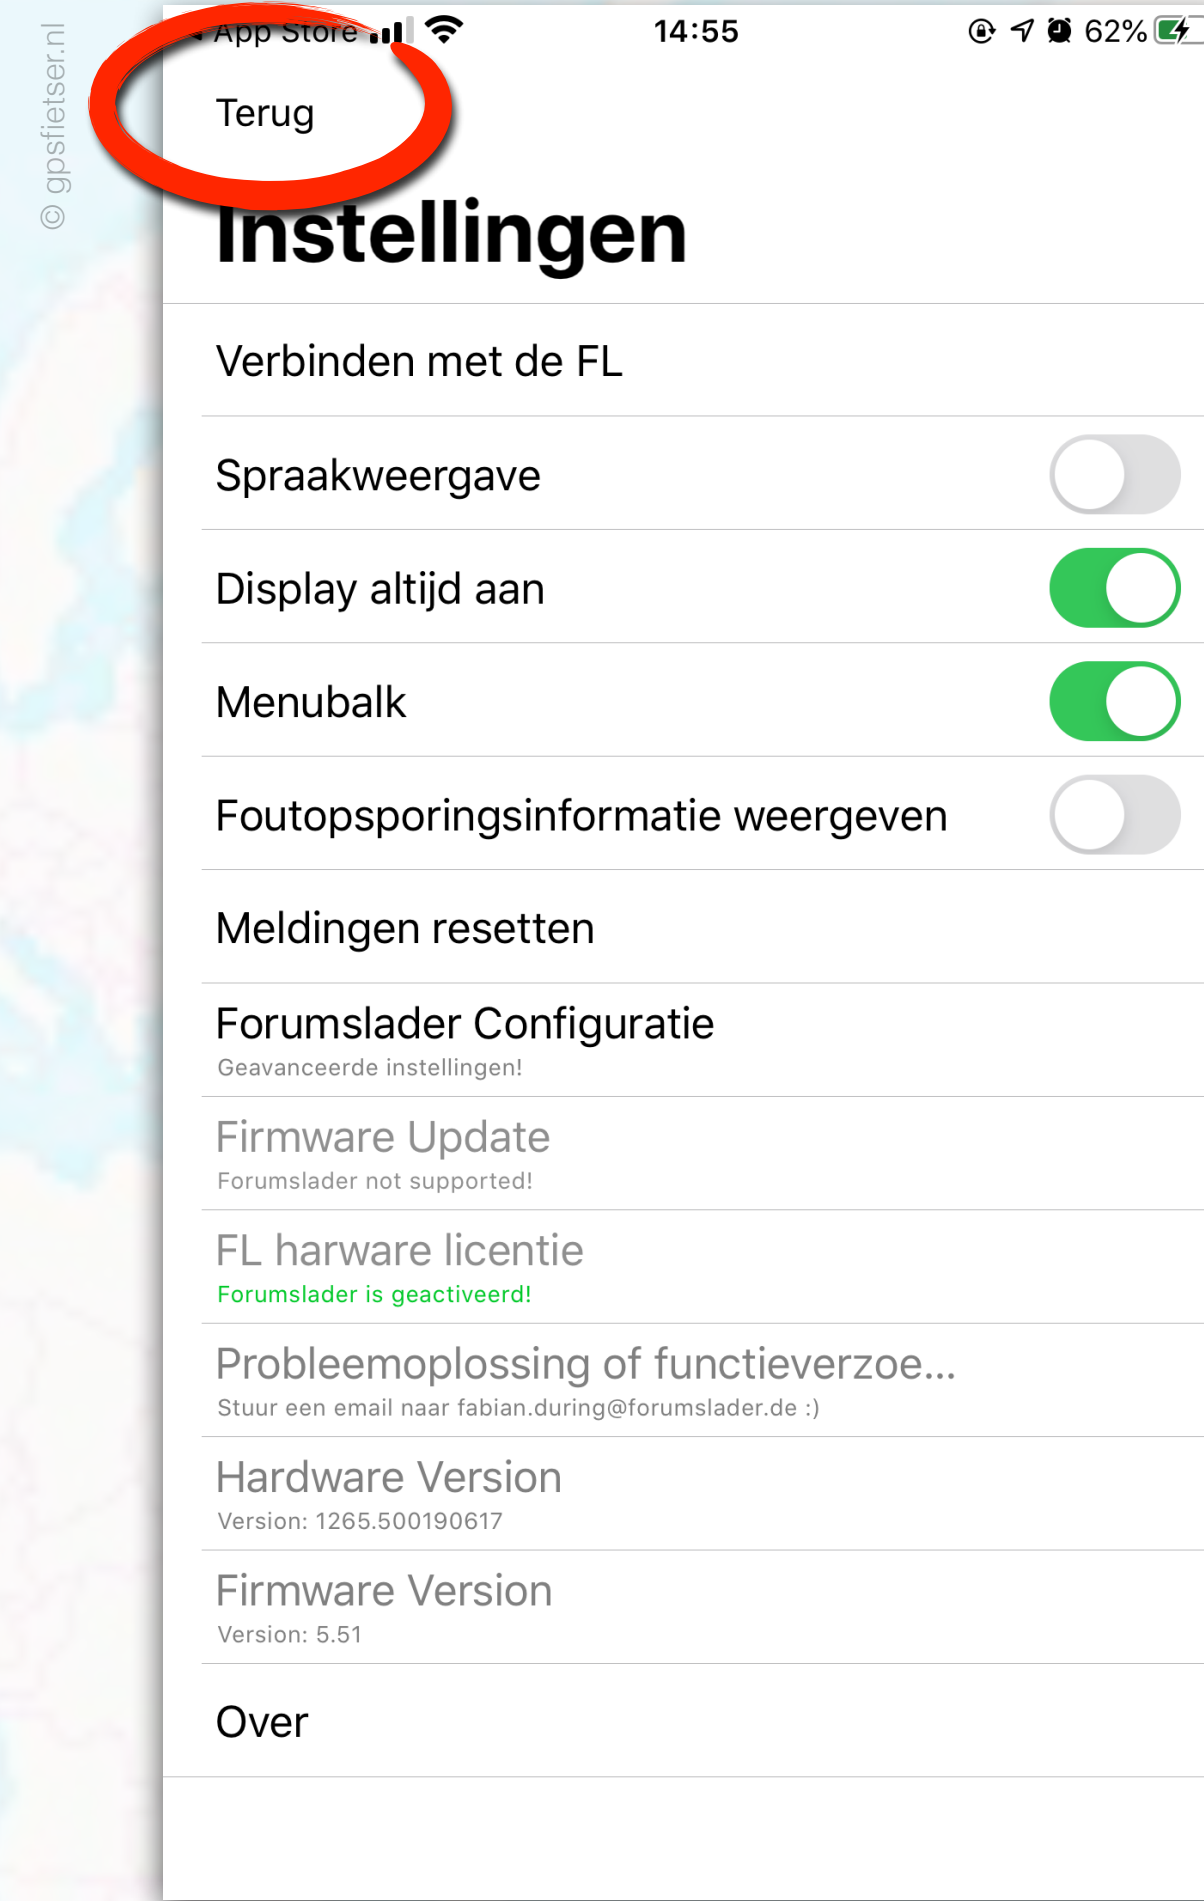 © gpsfietser.nl
App Store
14:55
62%
Terug
Instellingen
Verbinden met de FL
Spraakweergave
Display altijd aan
Menubalk
Foutopsporingsinformatie weergeven
Meldingen resetten
Forumslader Configuratie
Geavanceerde instellingen!
Firmware Update
Forumslader not supported!
FL harware licentie
Forumslader is geactiveerd!
Probleemoplossing of functieverzoe...
Stuur een email naar fabian.during@forumslader.de :)
Hardware Version
Version: 1265.500190617
Firmware Version
Version: 5.51
Over